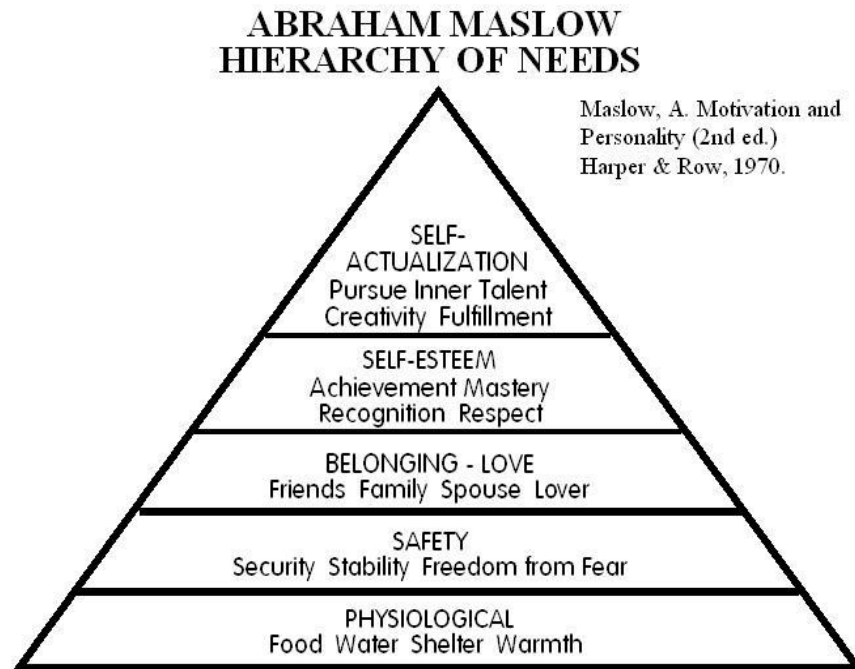 ABRAHAM MASLOW
HIERARCHY OF NEEDS
Maslow, A. Motivation and
Personality (2nd ed.)
Harper & Row, 1970.
SELF-
ACTUALIZATION
Pursue Inner Talent
Creativity Fulfillment
SELF-ESTEEM
Achievement Mastery
Recognition Respect
BELONGING - LOVE
Friends Family Spouse Lover
SAFETY
Security Stability Freedom from Fear
PHYSIOLOGICAL
Food Water Shelter Warmth